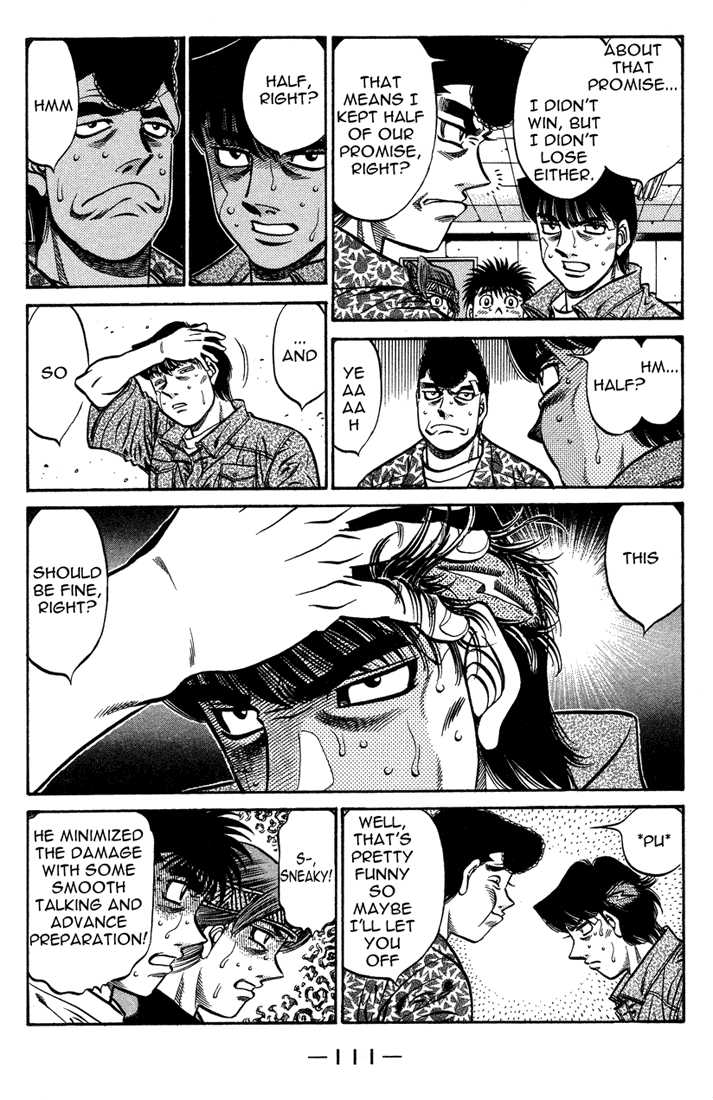 ABOUT
THAT
PROMISE...
I DIDN'T
WIN, BUT
I DIDN'T
LOSE
EITHER.
THAT
MEANS I
KEPT HALF
OF OUR
PROMISE,
RIGHT?
HALF,
RIGHT?
HMM
HM...
HALF?
YE
AA
AA
H
...
AND
SO
THIS
SHOULD
BE FINE,
RIGHT?
*PU*
WELL,
THAT'S
PRETTY
FUNNY
SO
MAYBE
I'LL LET
YOU
OFF
S-,
SNEAKY!
HE MINIMIZED
THE DAMAGE
WITH SOME
SMOOTH
TALKING AND
ADVANCE
PREPARATION!
—111—